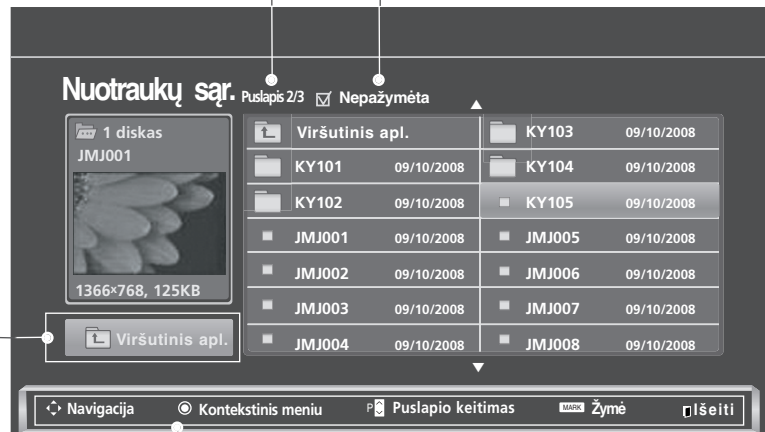 Nuotraukų sąr. Puslapis 2/3 Nepažymėta
1 diskas
JMJ001
1366×768, 125KB
Viršutinis apl.
Viršutinis apl. KY103 09/10/2008
KY101 09/10/2008 KY104 09/10/2008
KY102 09/10/2008 KY105 09/10/2008
JMJ001 09/10/2008 JMJ005 09/10/2008
JMJ002 09/10/2008 JMJ006 09/10/2008
JMJ003 09/10/2008 JMJ007 09/10/2008
JMJ004 09/10/2008 JMJ008 09/10/2008
Navigacija Kontekstinis meniu P Puslapio keitimas MARK Žymė Išeiti